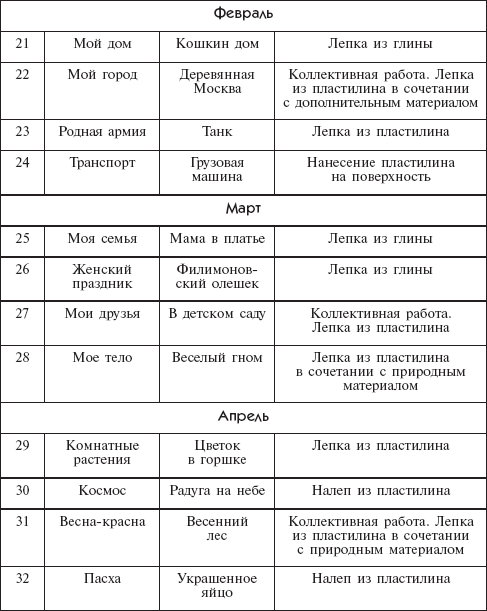 Февраль
21 Мой дом Кошкин дом Лепка из глины
22 Мой город Деревянная Москва Коллективная работа. Лепка из пластилина в сочетании с дополнительным материалом
23 Родная армия Танк Лепка из пластилина
24 Транспорт Грузовая машина Нанесение пластилина на поверхность
Март
25 Моя семья Мама в платье Лепка из глины
26 Женский праздник Филимонов-ский олешек Лепка из глины
27 Мои друзья В детском саду Коллективная работа. Лепка из пластилина
28 Мое тело Веселый гном Лепка из пластилина в сочетании с природным материалом
Апрель
29 Комнатные растения Цветок в горшке Лепка из пластилина
30 Космос Радуга на небе Налеп из пластилина
31 Весна-красна Весенний лес Коллективная работа. Лепка из пластилина в сочетании с природным материалом
32 Пасха Украшенное яйцо Налеп из пластилина